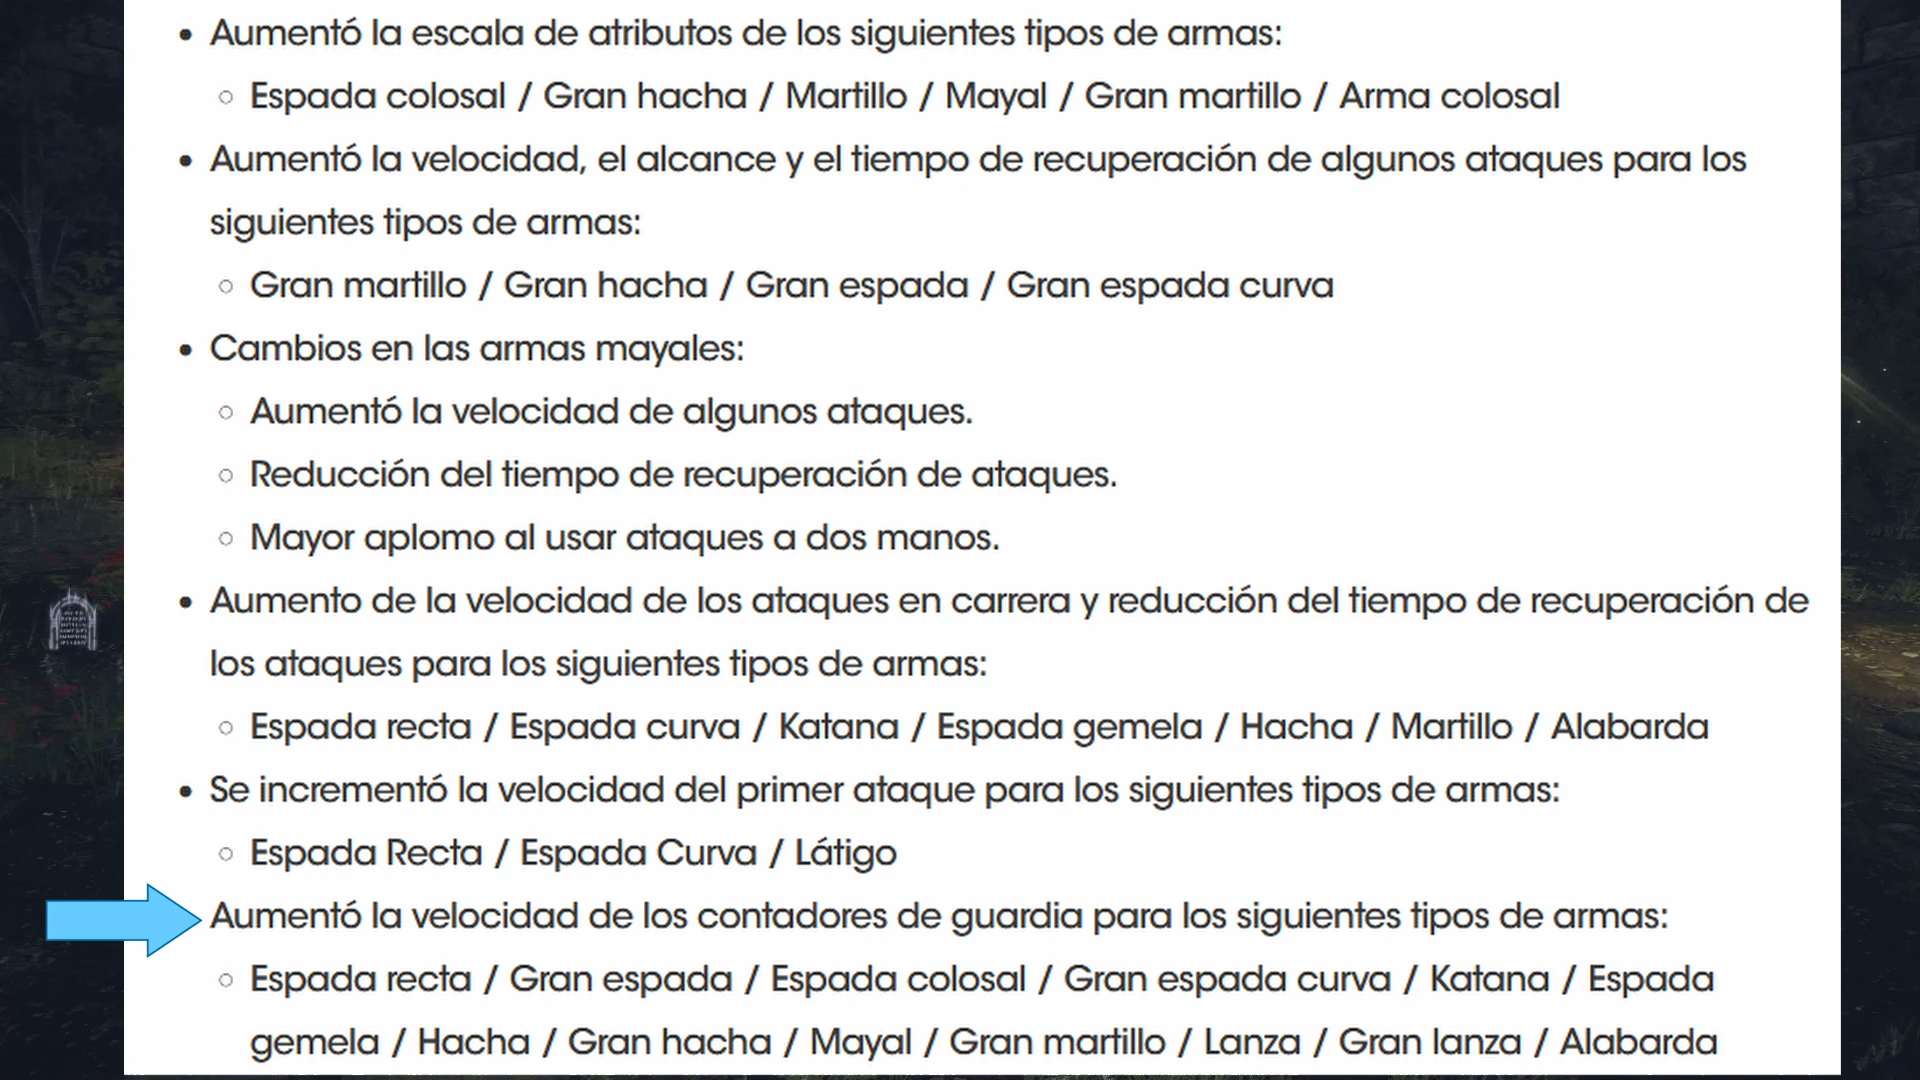 • Aumentó la escala de atributos de los siguientes tipos de armas:
○ Espada colosal / Gran hacha / Martillo / Mayal / Gran martillo / Arma colosal
• Aumentó la velocidad, el alcance y el tiempo de recuperación de algunos ataques para los
siguientes tipos de armas:
○ Gran martillo / Gran hacha / Gran espada / Gran espada curva
• Cambios en las armas mayales:
○ Aumentó la velocidad de algunos ataques.
○ Reducción del tiempo de recuperación de ataques.
○ Mayor aplomo al usar ataques a dos manos.
• Aumento de la velocidad de los ataques en carrera y reducción del tiempo de recuperación de
los ataques para los siguientes tipos de armas:
○ Espada recta / Espada curva / Katana / Espada gemela / Hacha / Martillo / Alabarda
• Se incrementó la velocidad del primer ataque para los siguientes tipos de armas:
○ Espada Recta / Espada Curva / Látigo
Aumentó la velocidad de los contadores de guardia para los siguientes tipos de armas:
○ Espada recta / Gran espada / Espada colosal / Gran espada curva / Katana / Espada
gemela / Hacha / Gran hacha / Mayal / Gran martillo / Lanza / Gran lanza / Alabarda